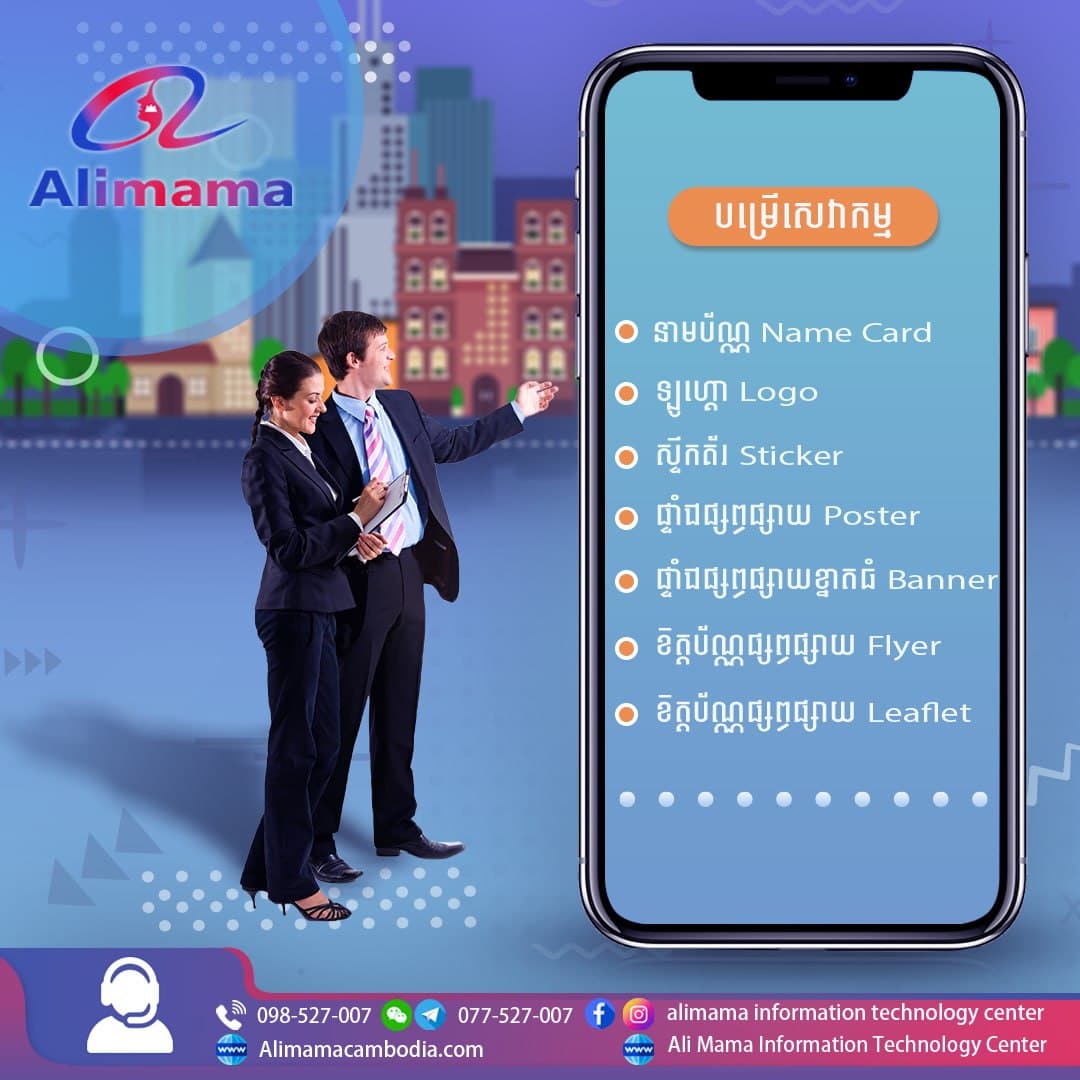 Alimama
បម្រើសេវាកម្ម
នាមប័ណ្ណ Name Card
ឡូហ្គោ Logo
ស្ទីកគ័រ Sticker
ផ្ទាំងផ្សព្វផ្សាយ Poster
ផ្ទាំងផ្សព្វផ្សាយខ្នាតធំ Banner
ខិត្តប័ណ្ណផ្សព្វផ្សាយ Flyer
ខិត្តប័ណ្ណផ្សព្វផ្សាយ Leaflet
098-527-007 077-527-007 alimama information technology center
Alimamacambodia.com Ali Mama Information Technology Center